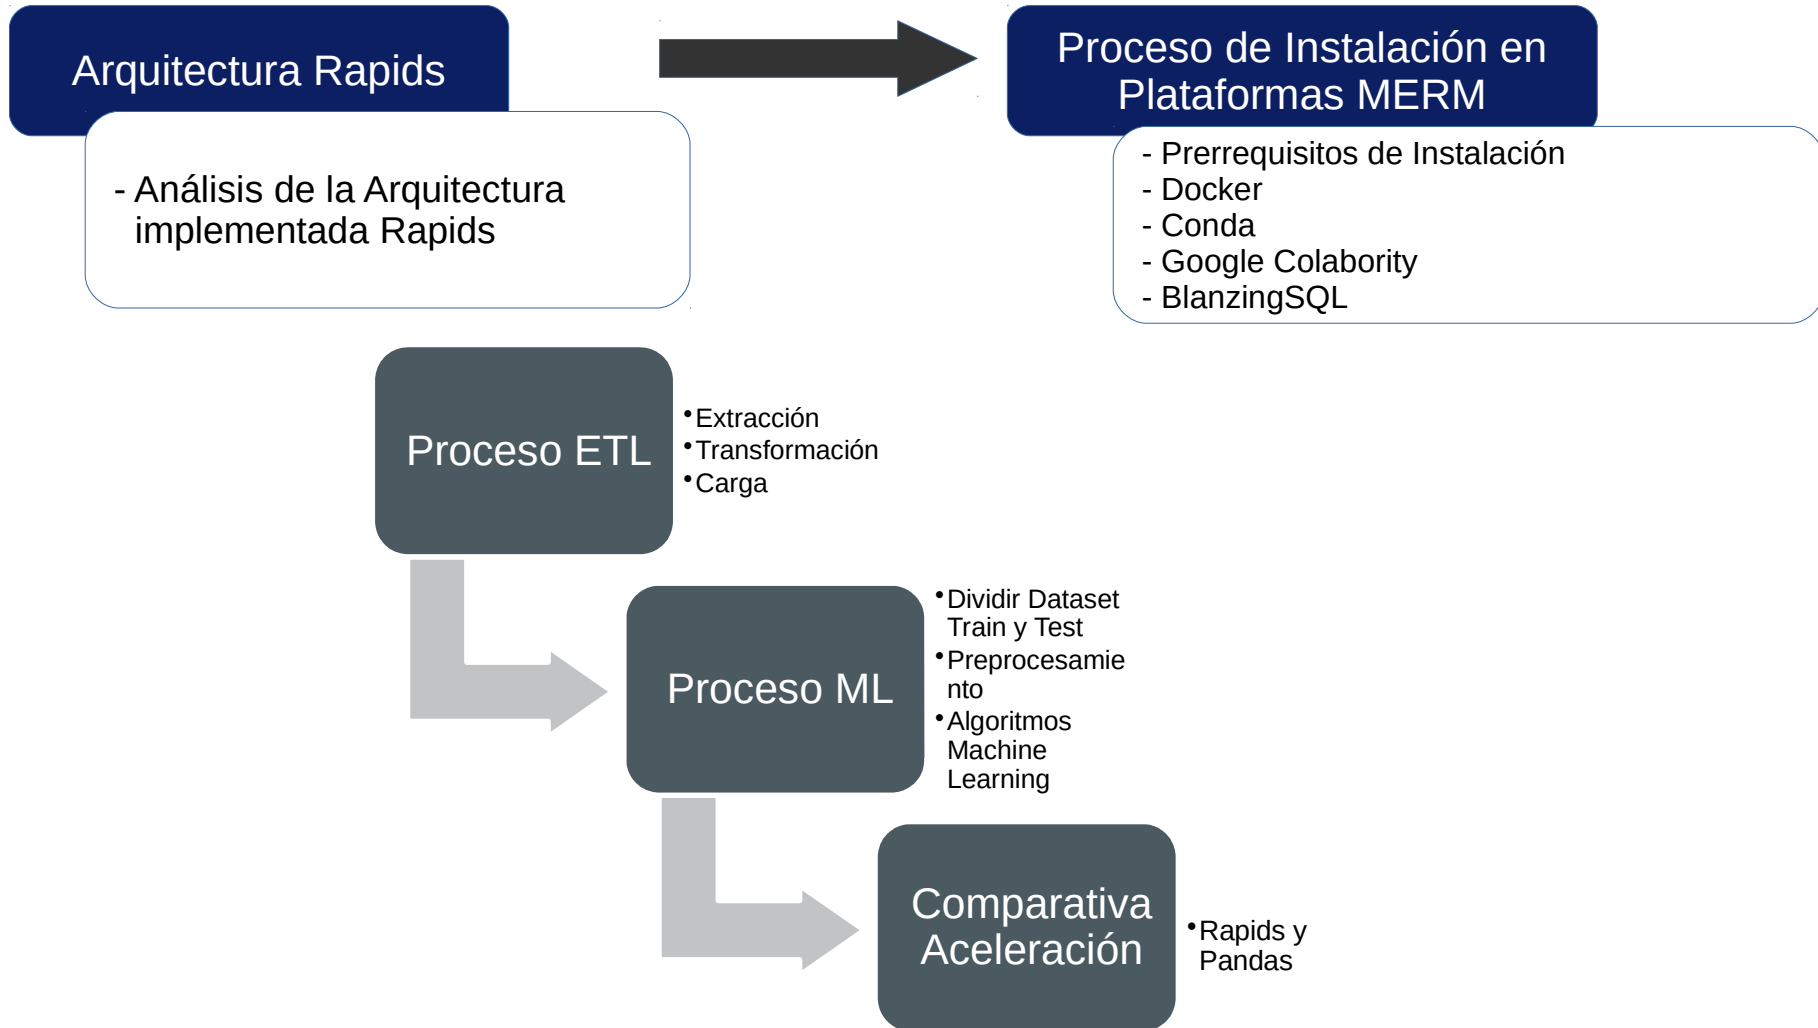 Arquitectura Rapids
- Análisis de la Arquitectura
implementada Rapids
Proceso de Instalación en
Plataformas MERM
- Prerrequisitos de Instalación
- Docker
- Conda
- Google Colabority
- BlanzingSQL
Proceso ETL
•Extracción
•Transformación
•Carga
Proceso ML
•Dividir Dataset
Train y Test
•Preprocesamie
nto
•Algoritmos
Machine
Learning
Comparativa
Aceleración
•Rapids y
Pandas